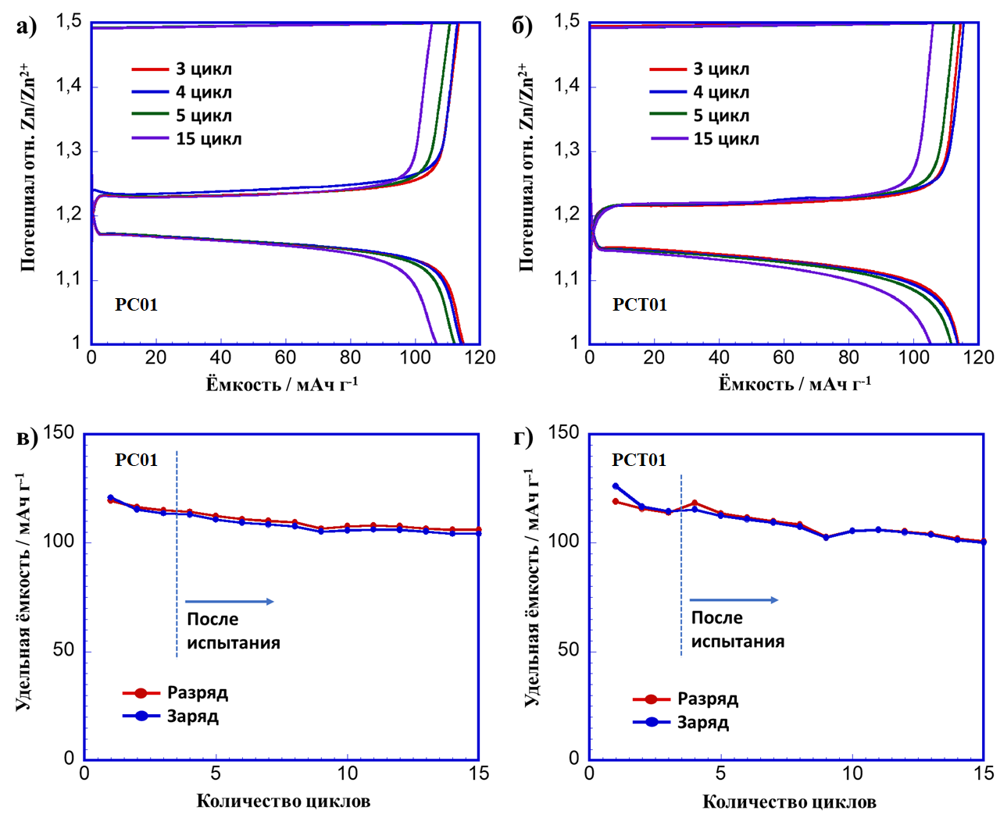 а)
Потенциал отн. Zn/Zn2+
1,5
1,4
1,3
1,2
1,1
1
3 цикл
4 цикл
5 цикл
15 цикл
PC01
0
20
40
60
80
100
120
Ёмкость / мАч г-1
б)
Потенциал отн. Zn/Zn2+
1,5
1,4
1,3
1,2
1,1
1
3 цикл
4 цикл
5 цикл
15 цикл
PCT01
0
20
40
60
80
100
120
Ёмкость / мАч г-1
в)
Удельная ёмкость / мАч г-1
150
100
50
0
PC01
После
испытания
Разряд
Заряд
0
5
10
15
Количество циклов
г)
Удельная ёмкость / мАч г-1
150
100
50
0
PCT01
После
испытания
Разряд
Заряд
0
5
10
15
Количество циклов